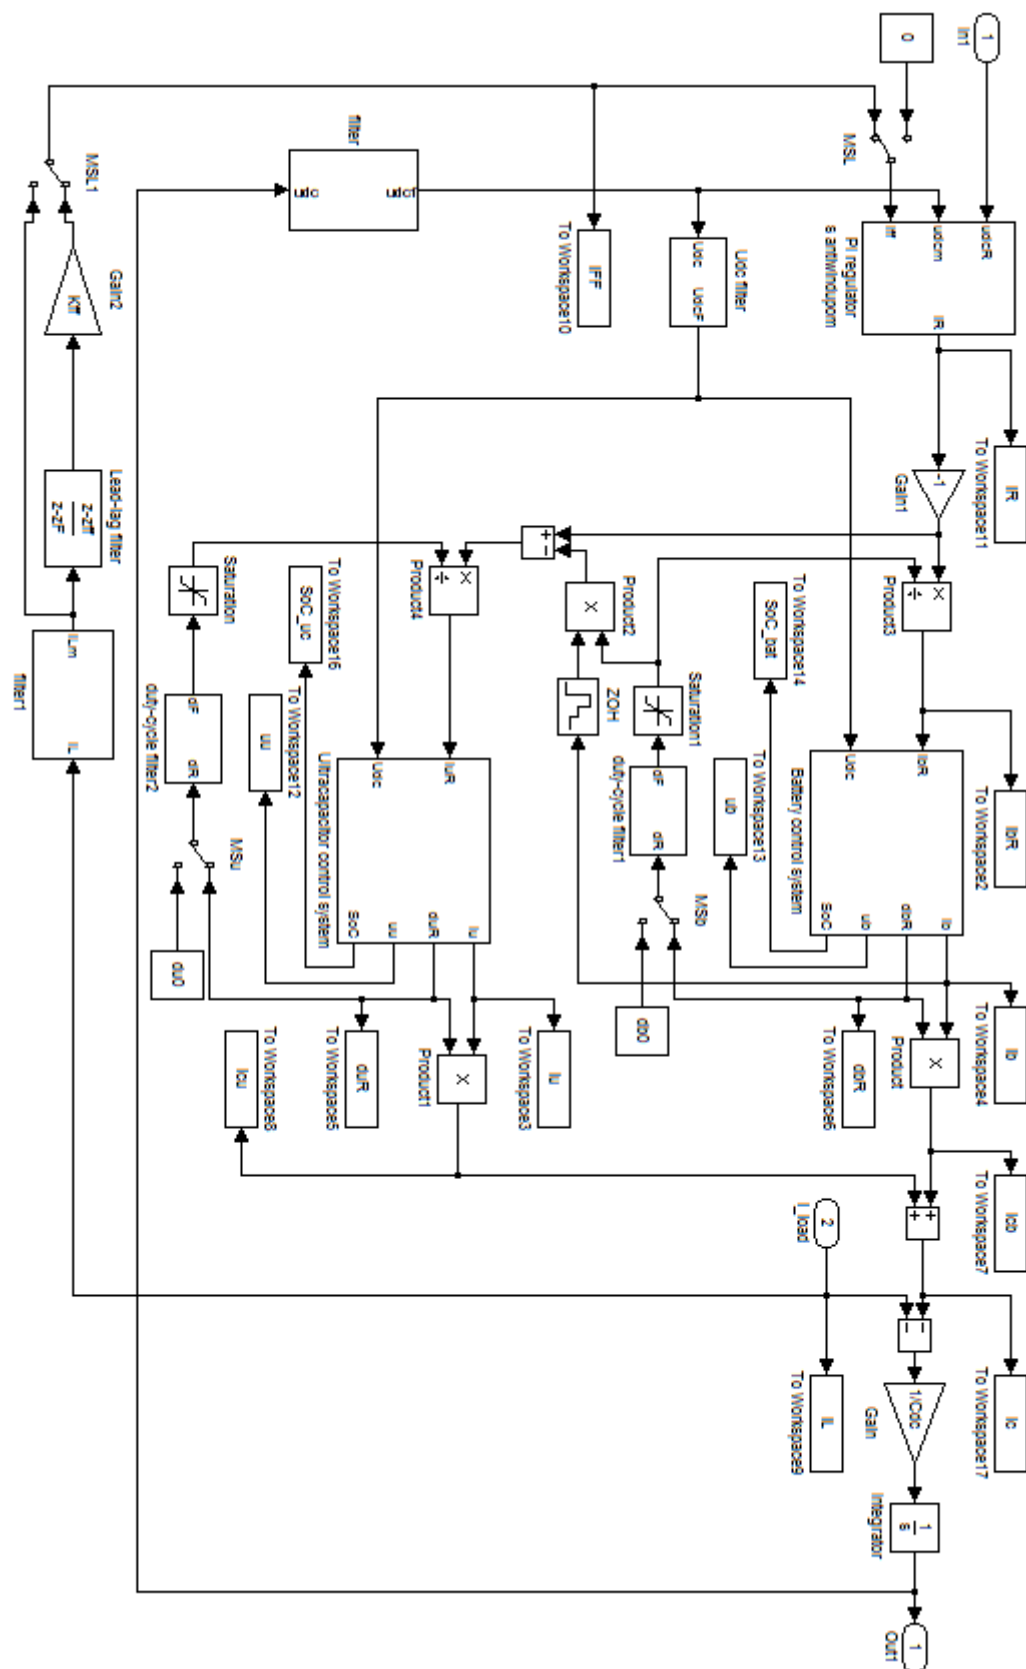 IR
To Workspace11
IbR
To Workspace2
Ib
To Workspace4
Icb
To Workspace7
Ic
To Workspace17
1
In1
udcR
udcm
Iff
IR
PI regulator
s antiwindupom
-1
Gain1
×
÷
Product3
IbR
Udc
Ib
dbR
ub
SoC
Battery control system
×
Product
+
+
−
−
1/Cdc
Gain
1
s
Integrator
1
Out1
0
MSL
dbR
To Workspace6
2
I_load
IL
To Workspace9
SoC_bat
To Workspace14
ub
To Workspace13
Udc
UdcF
Udc filter
Saturation1
dF
dR
duty-cycle filter1
MSb
db0
×
Product2
ZOH
IFF
To Workspace10
+
−
Iu
To Workspace3
×
÷
Product4
IuR
Udc
Iu
duR
uu
SoC
Ultracapacitor control system
×
Product1
udc
udcf
filter
duR
To Workspace5
SoC_uc
To Workspace16
uu
To Workspace12
Icu
To Workspace8
Saturation
dF
dR
duty-cycle filter2
MSu
du0
MSL1
Kff
Gain2
z-zff
z-zF
Lead-lag filter
ILm
IL
filter1